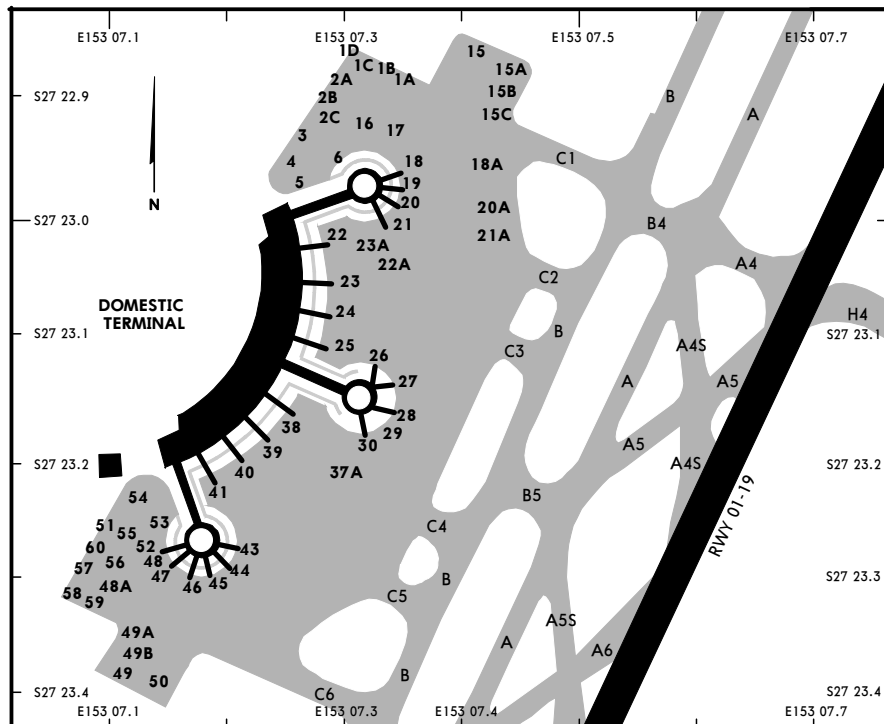 E153 07.1
E153 07.3
E153 07.5
E153 07.7
1D
15
1C
1B
15A
2A
1A
S27 22.9
2B
15B
B
2C
16
17
15C
A
3
4
6
18
18A
C1
5
19
N
20
20A
S27 23.0
21
B4
22
23A
21A
22A
A4
23
C2
DOMESTIC
TERMINAL
24
H4
S27 23.1
B
S27 23.1
25
26
C3
A4S
27
A
A5
38
28
29
30
A5
39
40
37A
S27 23.2
A4S
S27 23.2
41
54
B5
RWY 01-19
51
53
C4
55
60
52
43
56
48
57
47
44
S27 23.3
46
45
B
48A
58
59
C5
A5S
49A
A
A6
49B
49
50
B
S27 23.4
C6
S27 23.4
E153 07.1
E153 07.3
E153 07.4
E153 07.7